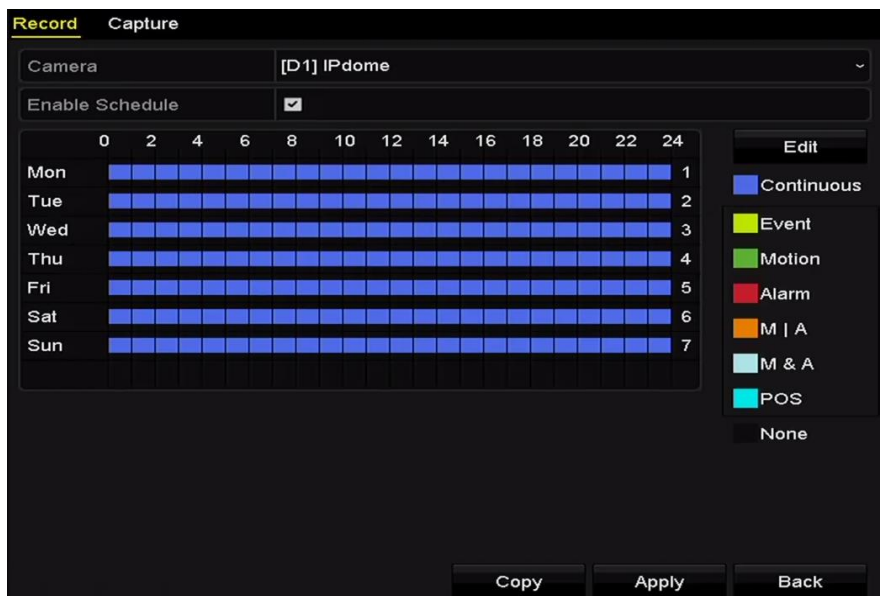 Record Capture
Camera [D1] IPdome
Enable Schedule
0 2 4 6 8 10 12 14 16 18 20 22 24
Edit
Mon 1
Continuous
Tue 2
Wed 3
Event
Thu 4
Motion
Fri 5
Alarm
Sat 6
M | A
Sun 7
M & A
POS
None
Copy Apply Back